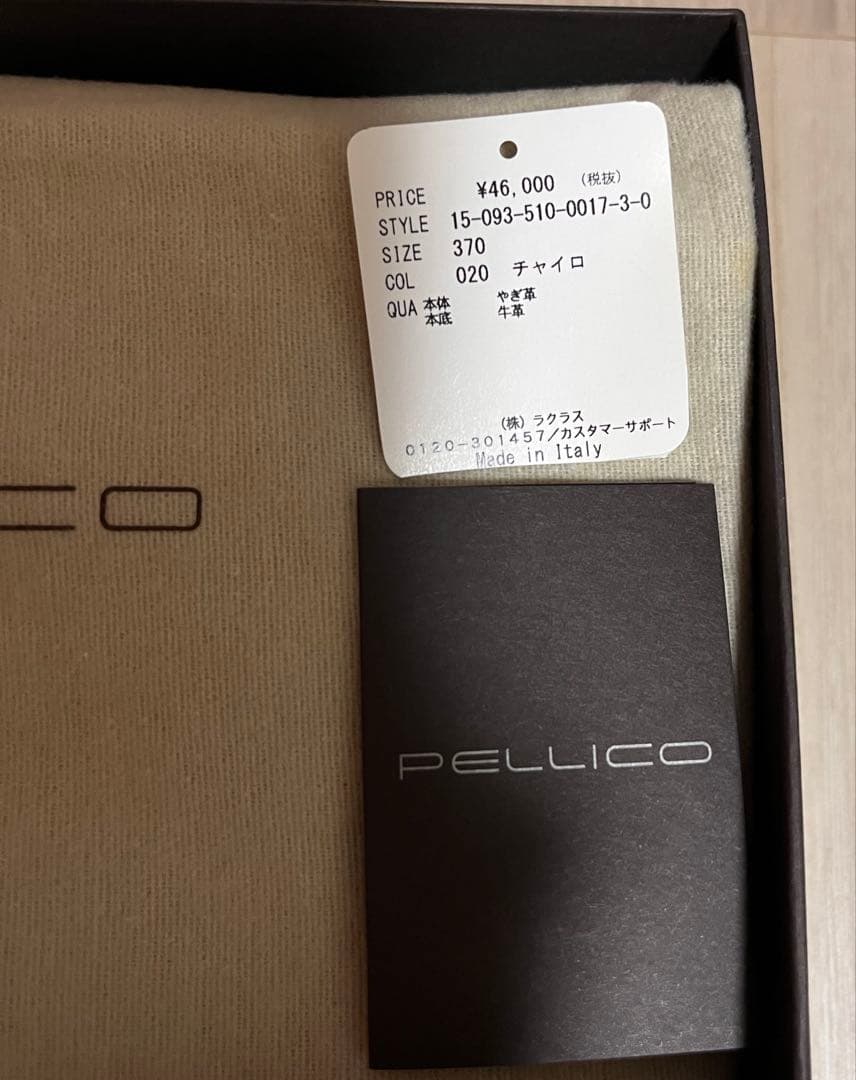 PRICE ¥46,000 (税抜)
STYLE 15-093-510-0017-3-0
SIZE 370
COL 020 チャイロ
QUA 本体 やぎ革
本底 牛革
(株)ラクラス
0120-301457/カスタマーサポート
Made in Italy
CO
PELLICO